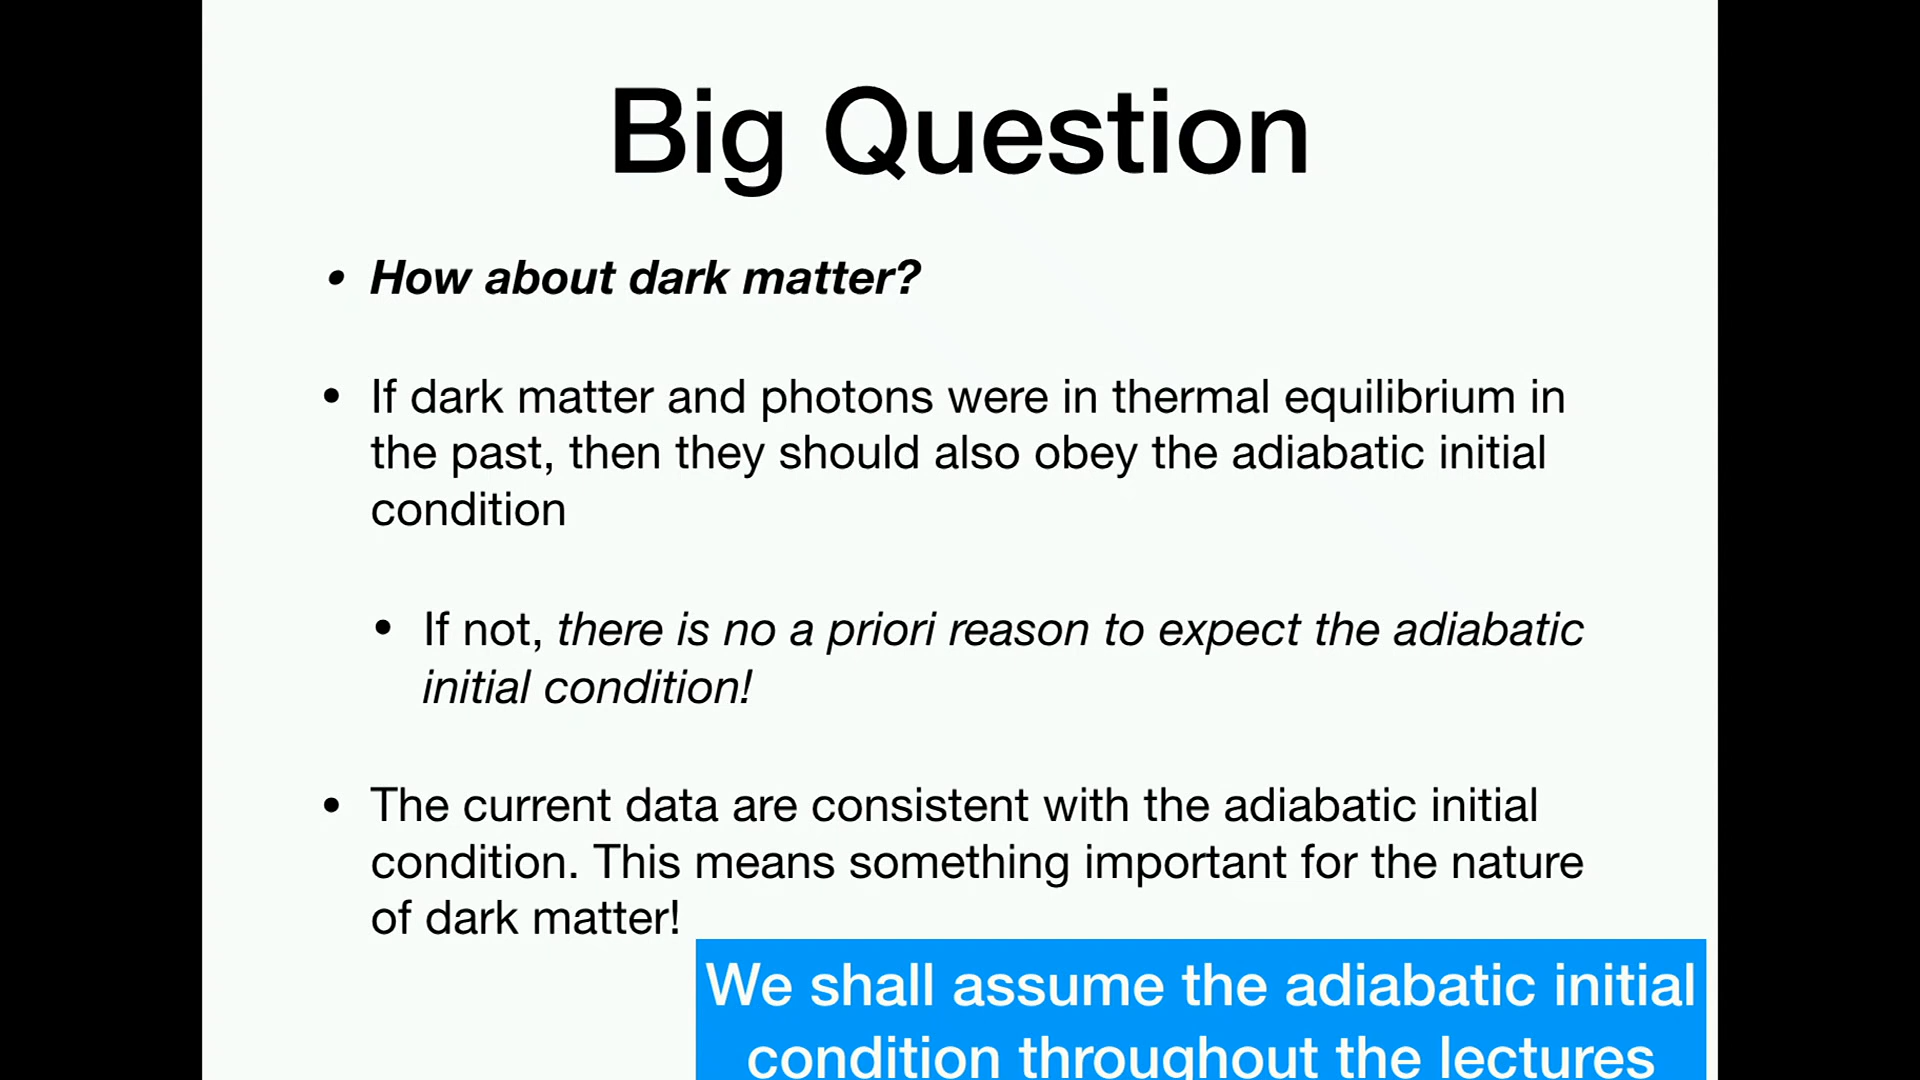 Big Question
• How about dark matter?
• If dark matter and photons were in thermal equilibrium in
the past, then they should also obey the adiabatic initial
condition
• If not, there is no a priori reason to expect the adiabatic
initial condition!
• The current data are consistent with the adiabatic initial
condition. This means something important for the nature
of dark matter!
We shall assume the adiabatic initial
condition throughout the lectures